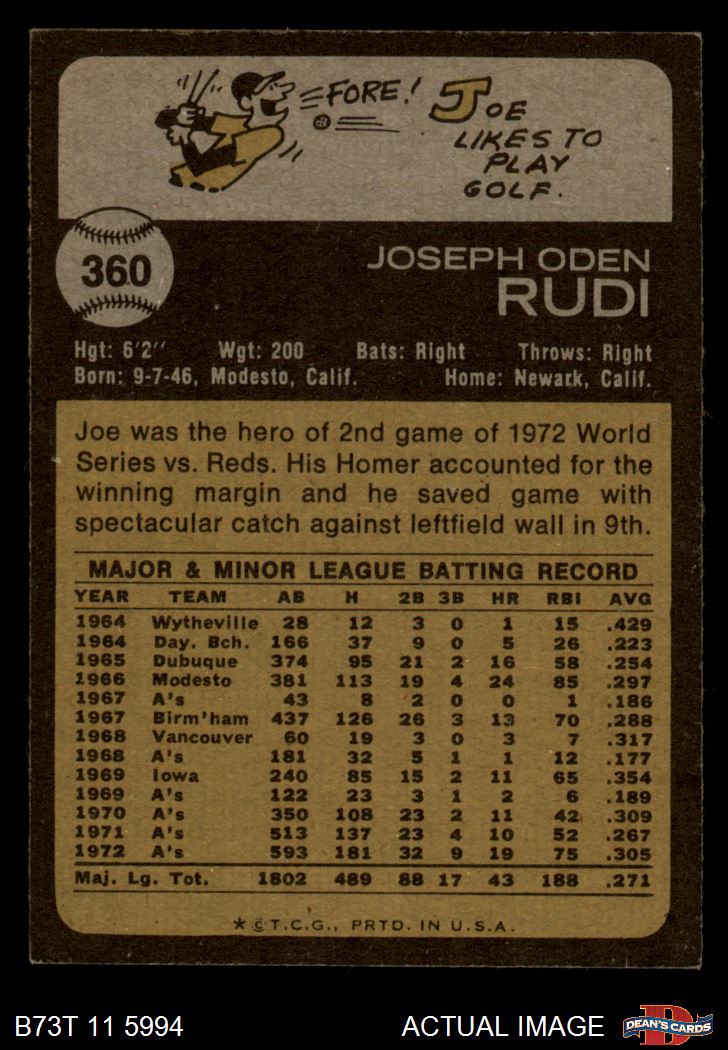 FORE!
JOE
LIKES TO
PLAY
GOLF.
360
JOSEPH ODEN
RUDI
Hgt: 6'2'' Wgt: 200 Bats: Right Throws: Right
Born: 9-7-46, Modesto, Calif. Home: Newark, Calif.
Joe was the hero of 2nd game of 1972 World
Series vs. Reds. His Homer accounted for the
winning margin and he saved game with
spectacular catch against leftfield wall in 9th.
MAJOR & MINOR LEAGUE BATTING RECORD
YEAR TEAM AB H 2B 3B HR RBI AVG
1964 Wytheville 28 12 3 0 1 15 .429
1964 Day. Bch. 166 37 9 0 5 26 .223
1965 Dubuque 374 95 21 2 16 58 .254
1966 Modesto 381 113 19 4 24 85 .297
1967 A's 43 8 2 0 0 1 .186
1967 Birm'ham 437 126 26 3 13 70 .288
1968 Vancouver 60 19 3 0 3 7 .317
1968 A's 181 32 5 1 1 12 .177
1969 Iowa 240 85 15 2 11 65 .354
1969 A's 122 23 3 1 2 6 .189
1970 A's 350 108 23 2 11 42 .309
1971 A's 513 137 23 4 10 52 .267
1972 A's 593 181 32 9 19 75 .305
Maj. Lg. Tot. 1802 489 88 17 43 188 .271
*©T.C.G., PRTD. IN U.S.A.
B73T 11 5994 ACTUAL IMAGE D DEAN'S CARDS